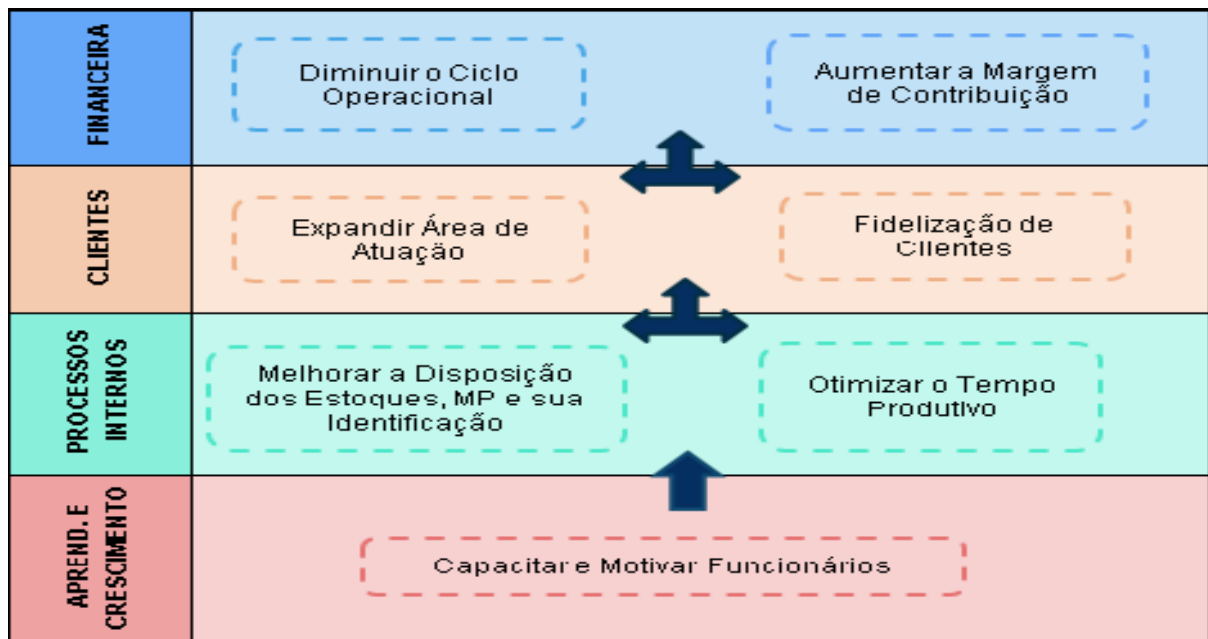 FINANCEIRA
Diminuir o Ciclo
Operacional
Aumentar a Margem
de Contribuição
CLIENTES
Expandir Área de
Atuação
Fidelização de
Clientes
PROCESSOS
INTERNOS
Melhorar a Disposição
dos Estoques, MP e sua
Identificação
Otimizar o Tempo
Produtivo
APREND. E
CRESCIMENTO
Capacitar e Motivar Funcionários